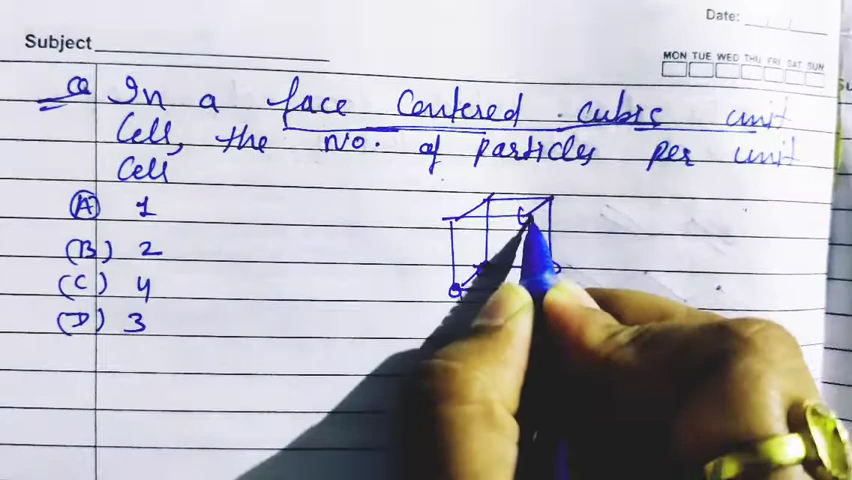 Date:
Subject
MON TUE WED THU FRI SAT SUN
Q In a face Centered cubic unit
Cell, the No. of particles per unit
Cell
(A) 1
(B) 2
(C) 4
(D) 3